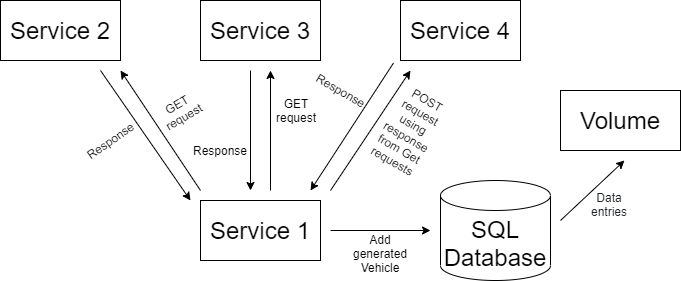 Service 2
Service 3
Service 4
Volume
Service 1
SQL
Database
Response
GET
request
Response
GET
request
Response
POST
request
using
response
from Get
requests
Add
generated
Vehicle
Data
entries